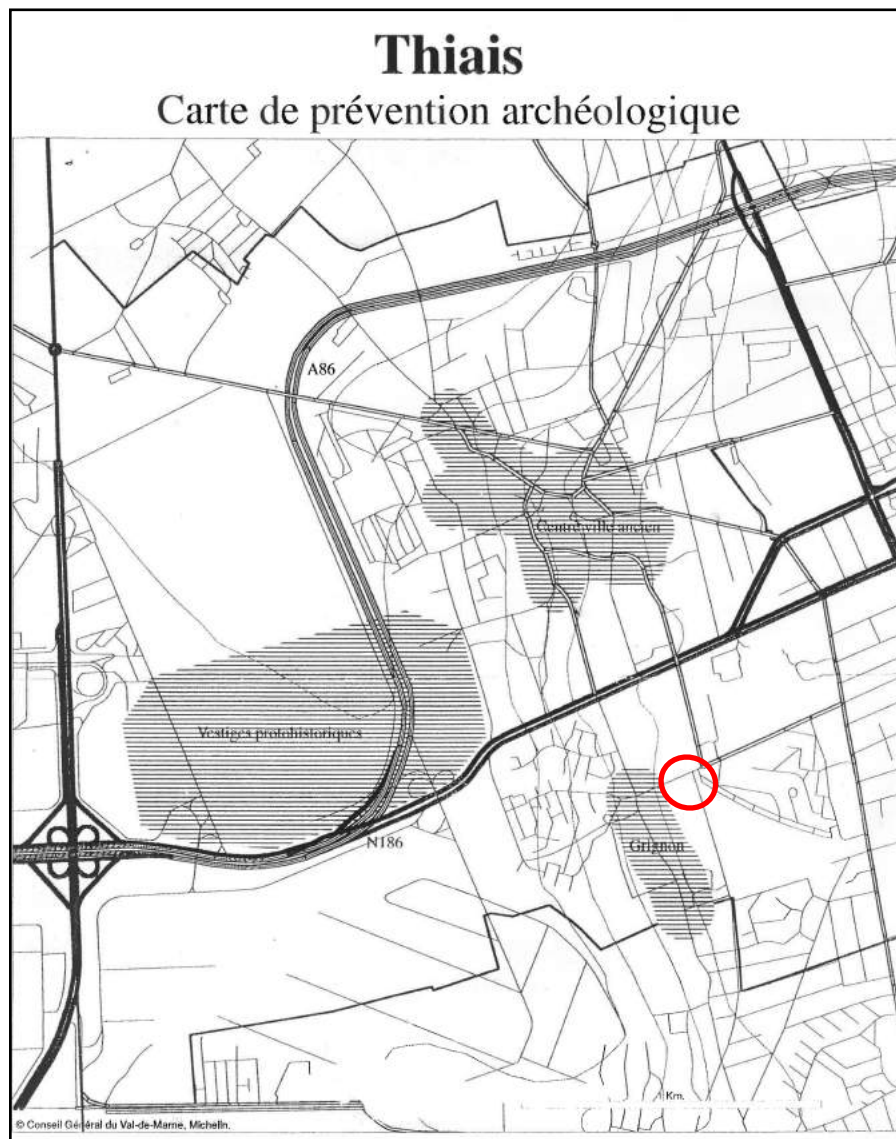 Thiais
Carte de prévention archéologique
A86
Centre ville ancien
Vestiges protohistoriques
N186
Grignon
1 Km.
© Conseil Général du Val-de-Marne, Michelin.